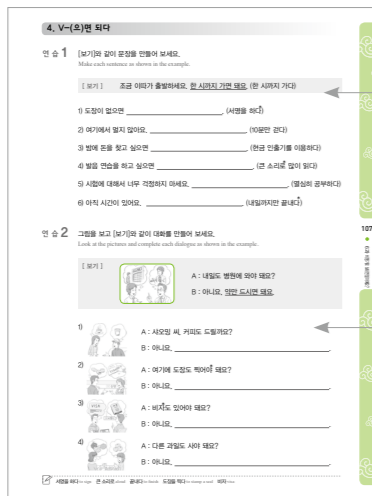 4. V-(으)면 되다
연 습 1 [보기]와 같이 문장을 만들어 보세요.
Make each sentence as shown in the example.
[ 보기 ] 조금 이따가 출발하세요. 한 시까지 가면 돼요. (한 시까지 가다)
1) 도장이 없으면 ____________. (서명을 하다)
2) 여기에서 멀지 않아요. ____________. (10분만 걷다)
3) 밤에 돈을 찾고 싶으면 ____________. (현금 인출기를 이용하다)
4) 발음 연습을 하고 싶으면 ____________. (큰 소리로 많이 읽다)
5) 시험에 대해서 너무 걱정하지 마세요. ____________. (열심히 공부하다)
6) 아직 시간이 있어요. ____________. (내일까지만 끝내다)
107
연 습 2 그림을 보고 [보기]와 같이 대화를 만들어 보세요.
Look at the pictures and complete each dialogue as shown in the example.
[ 보기 ]
A : 내일도 병원에 와야 돼요?
B : 아니요, 약만 드시면 돼요.
1)
A : 샤오밍 씨, 커피도 드릴까요?
B : 아니요, ____________.
2)
A : 여기에 도장도 찍어야 돼요?
B : 아니요, ____________.
3)
A : 비자도 있어야 돼요?
B : 아니요, ____________.
4)
A : 다른 과일도 사야 돼요?
B : 아니요, ____________.
서명을 하다 to sign 큰 소리로 aloud 끝내다 to finish 도장을 찍다 to stamp a seal 비자 visa